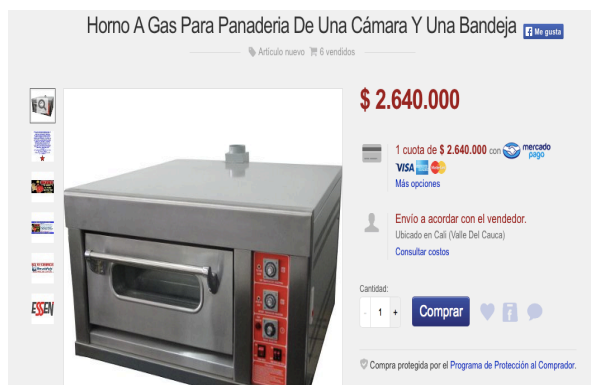 Horno A Gas Para Panaderia De Una Cámara Y Una Bandeja
Me gusta
Artículo nuevo 6 vendidos
$ 2.640.000
1 cuota de $ 2.640.000 con mercado pago
VISA
Más opciones
Envío a acordar con el vendedor.
Ubicado en Cali (Valle Del Cauca)
Consultar costos
Cantidad:
- 1 +
Comprar
Compra protegida por el Programa de Protección al Comprador.
ESSEN